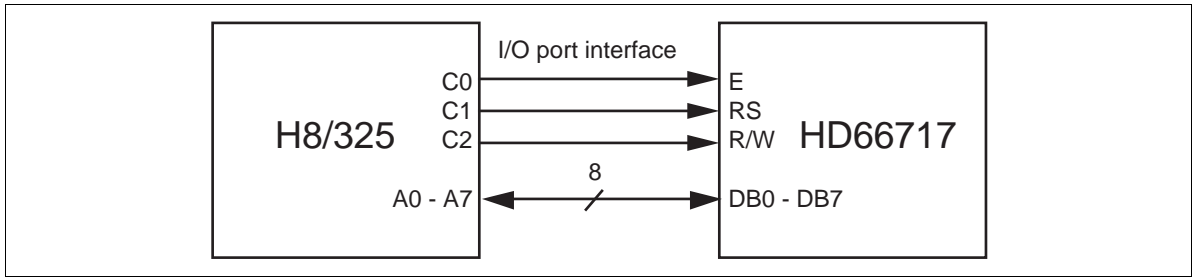 I/O port interface
C0
E
C1
RS
H8/325
C2
R/W
HD66717
8
A0 - A7
DB0 - DB7